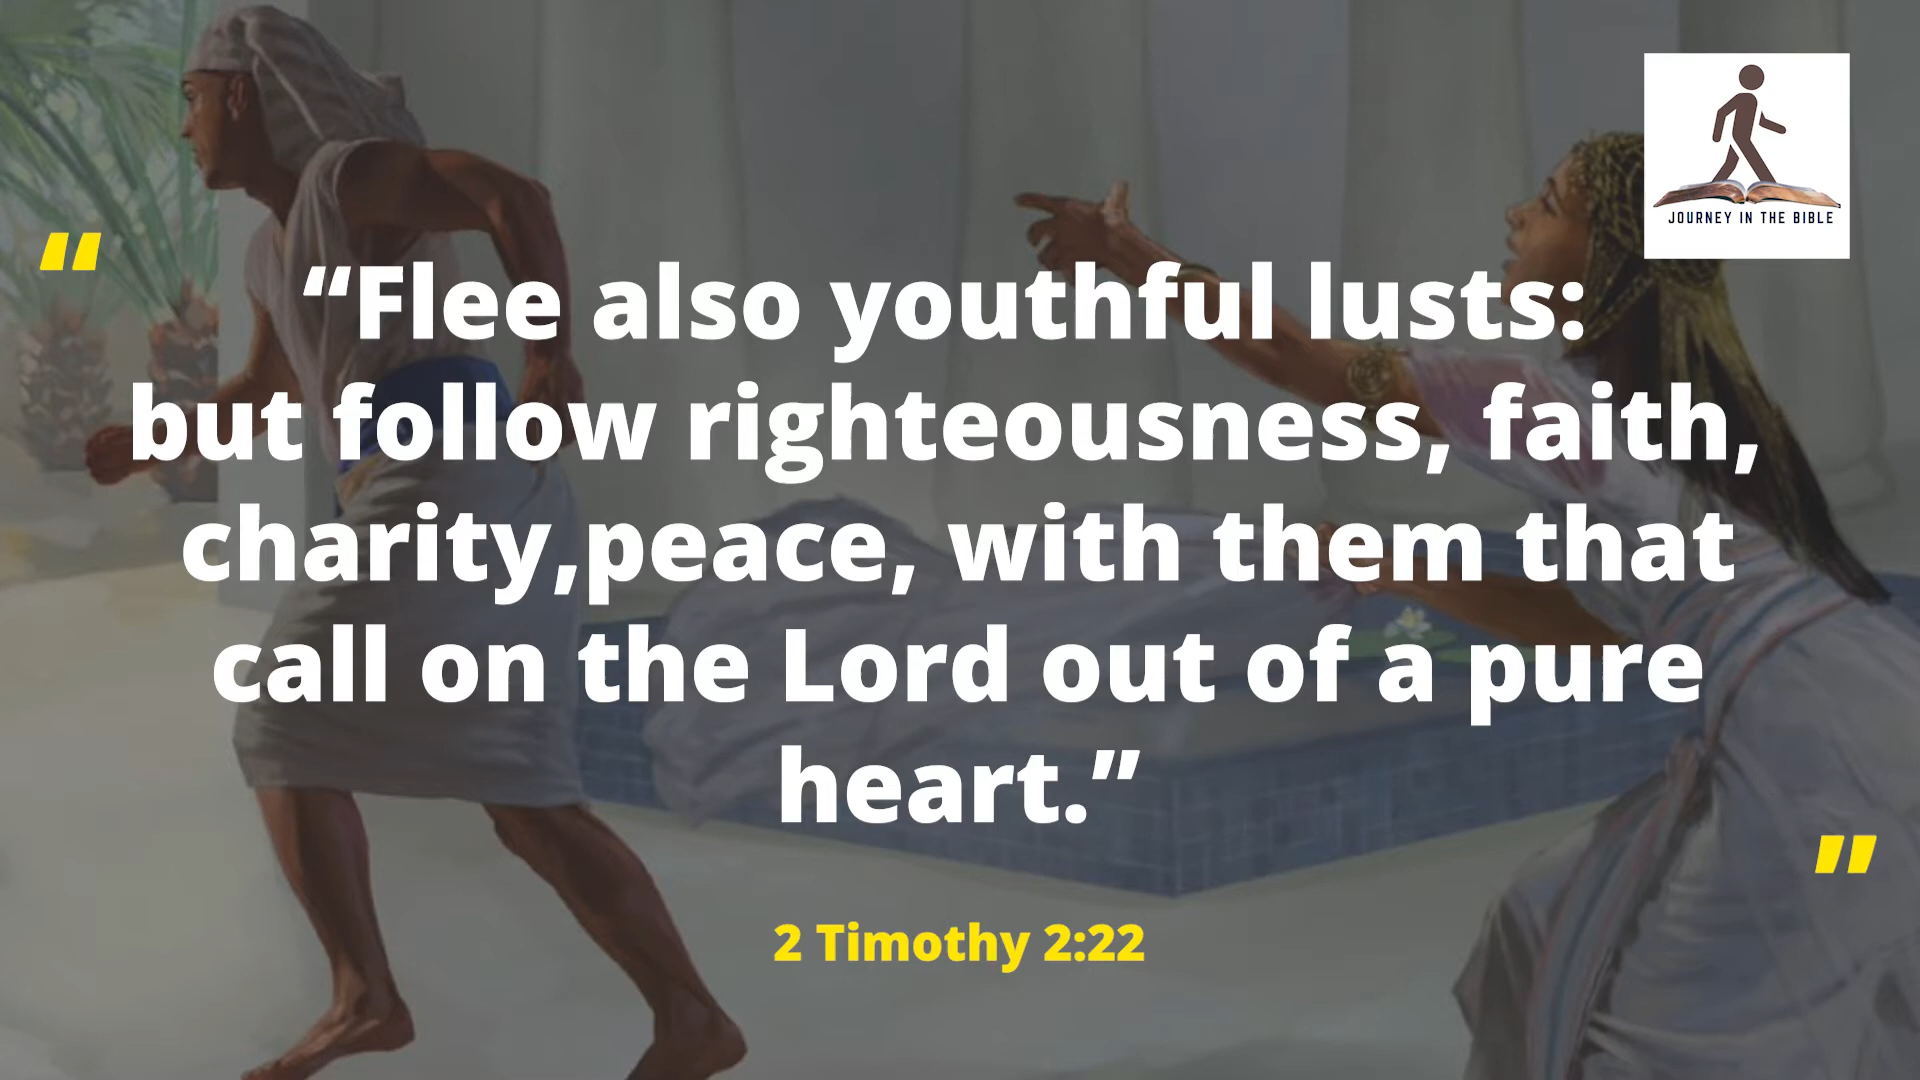 JOURNEY IN THE BIBLE
“
“Flee also youthful lusts:
but follow righteousness, faith,
charity,peace, with them that
call on the Lord out of a pure
heart.”
”
2 Timothy 2:22